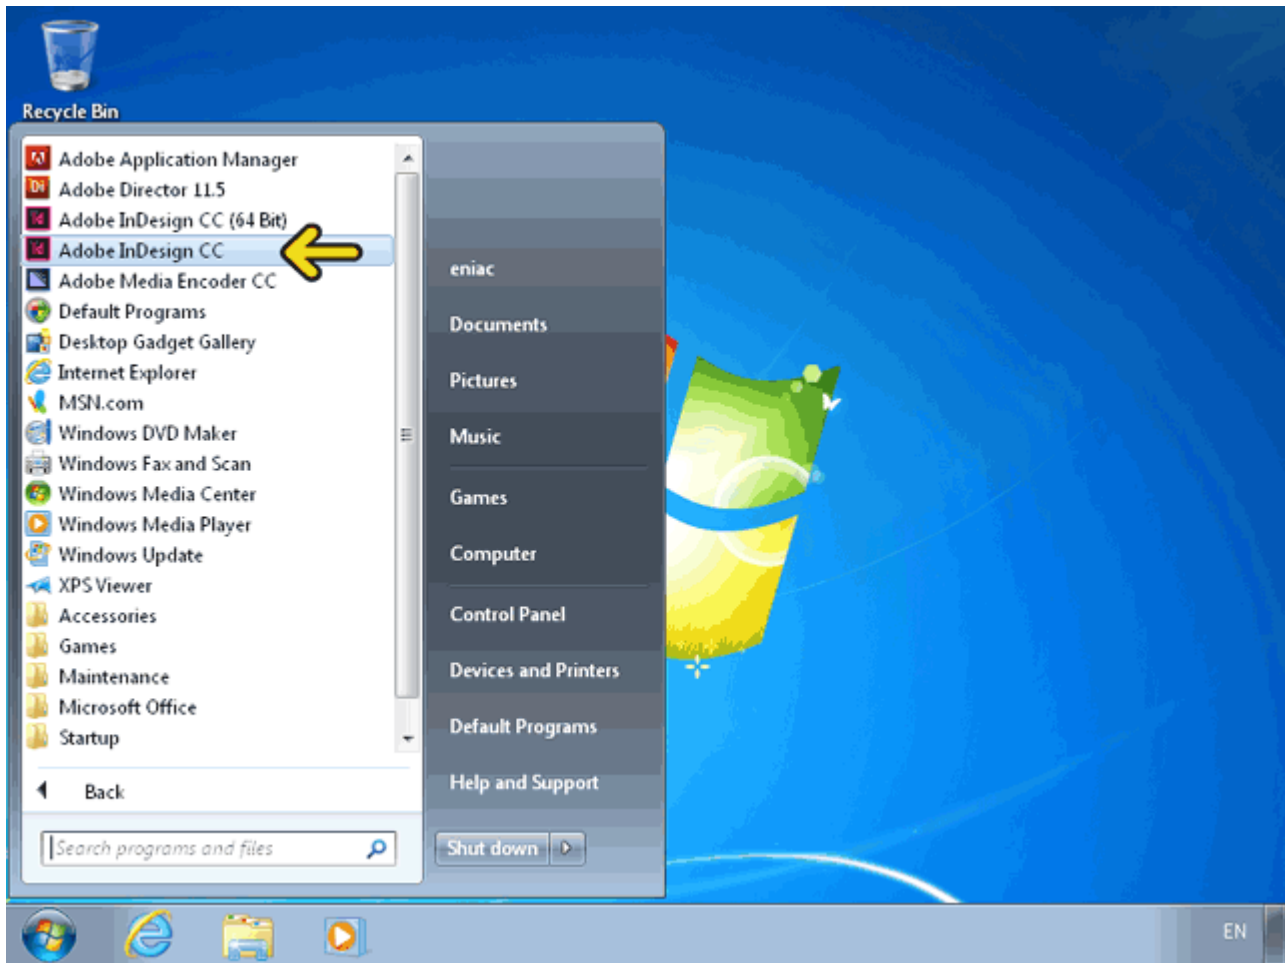 Recycle Bin
Adobe Application Manager
Adobe Director 11.5
Adobe InDesign CC (64 Bit)
Adobe InDesign CC
Adobe Media Encoder CC
Default Programs
Desktop Gadget Gallery
Internet Explorer
MSN.com
Windows DVD Maker
Windows Fax and Scan
Windows Media Center
Windows Media Player
Windows Update
XPS Viewer
Accessories
Games
Maintenance
Microsoft Office
Startup
Back
Search programs and files
eniac
Documents
Pictures
Music
Games
Computer
Control Panel
Devices and Printers
Default Programs
Help and Support
Shut down
EN